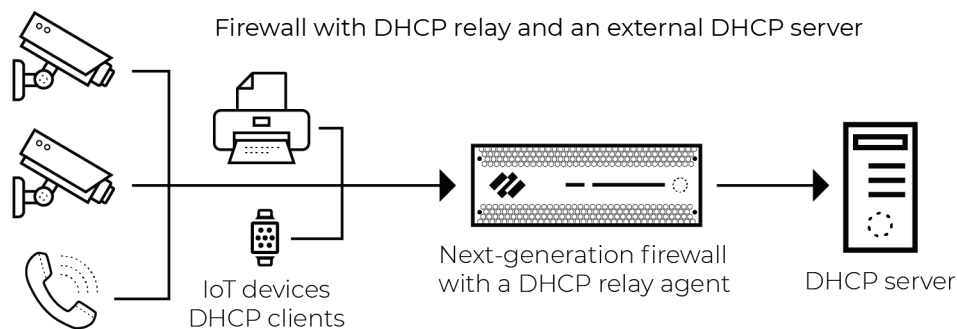 Firewall with DHCP relay and an external DHCP server
IoT devices
DHCP clients
Next-generation firewall
with a DHCP relay agent
DHCP server